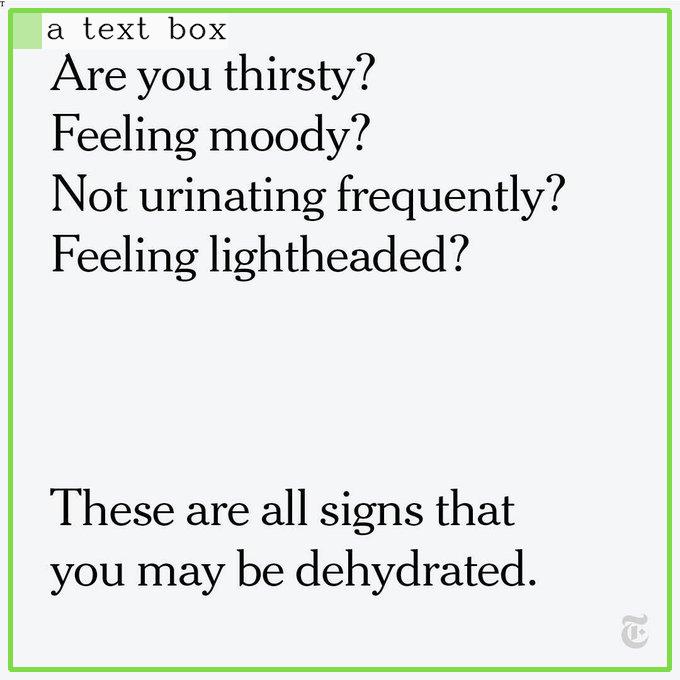 a text box
Are you thirsty?
Feeling moody?
Not urinating frequently?
Feeling lightheaded?
These are all signs that
you may be dehydrated.
T